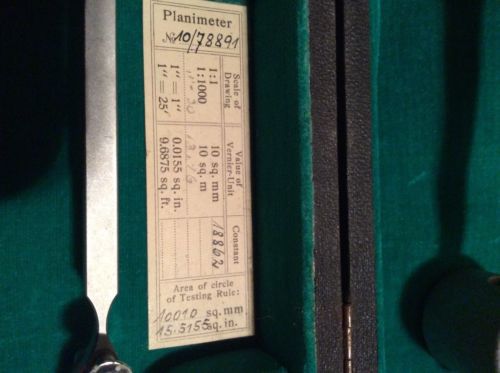 Planimeter
No. 10/78891
Scale of Drawing
Value of Vernier-Unit
Constant
1:1 10 sq. mm 18862
1:1000 10 sq. m
1" = 1" 0.0155 sq. in.
1" = 25' 9.6875 sq. ft.
Area of circle
of Testing Rule:
10010 sq. mm
15.5155 sq. in.